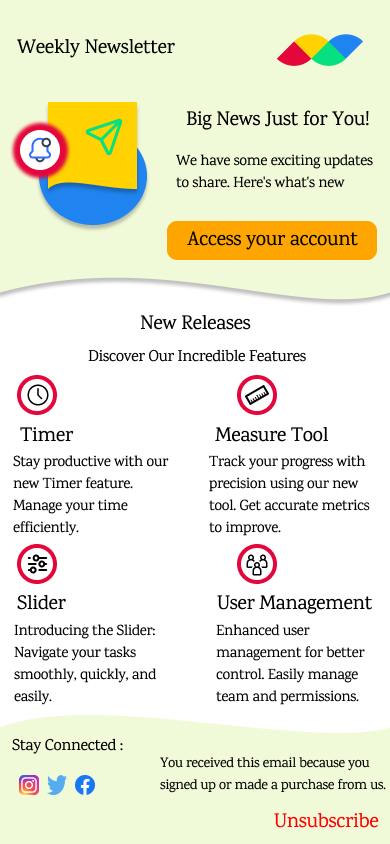 Weekly Newsletter
Big News Just for You!
We have some exciting updates
to share. Here's what's new
Access your account
New Releases
Discover Our Incredible Features
Timer
Stay productive with our
new Timer feature.
Manage your time
efficiently.
Measure Tool
Track your progress with
precision using our new
tool. Get accurate metrics
to improve.
Slider
Introducing the Slider:
Navigate your tasks
smoothly, quickly, and
easily.
User Management
Enhanced user
management for better
control. Easily manage
team and permissions.
Stay Connected :
You received this email because you
signed up or made a purchase from us.
Unsubscribe